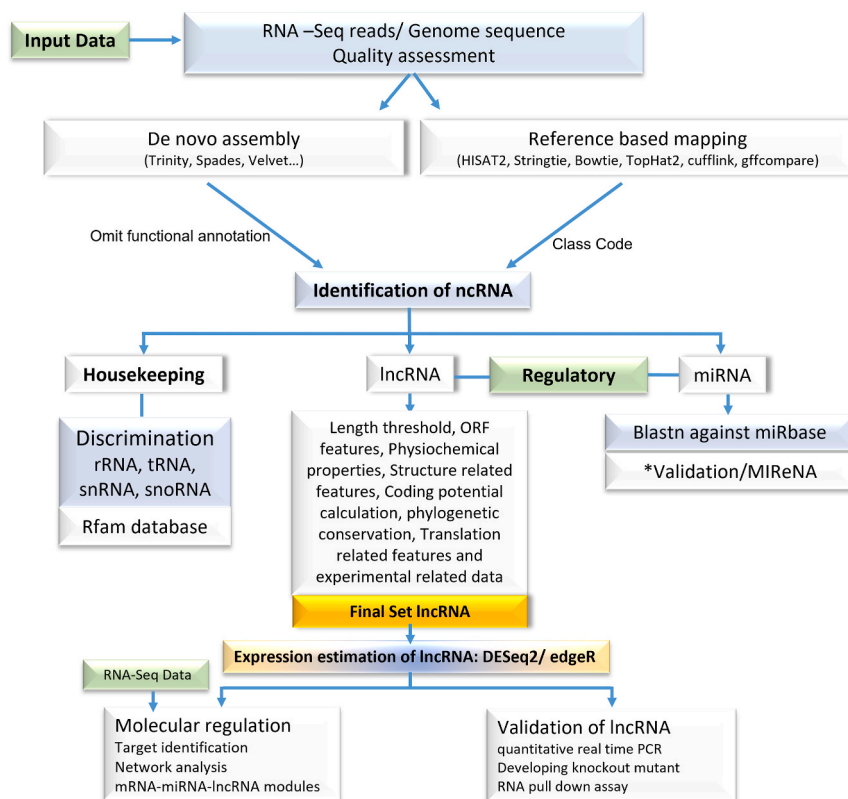 Input Data
RNA –Seq reads/ Genome sequence
Quality assessment
De novo assembly
(Trinity, Spades, Velvet...)
Reference based mapping
(HISAT2, Stringtie, Bowtie, TopHat2, cufflink, gffcompare)
Omit functional annotation
Class Code
Identification of ncRNA
Housekeeping
lncRNA
Regulatory
miRNA
Discrimination
rRNA, tRNA,
snRNA, snoRNA
Rfam database
Length threshold, ORF
features, Physiochemical
properties, Structure related
features, Coding potential
calculation, phylogenetic
conservation, Translation
related features and
experimental related data
Blastn against miRbase
*Validation/MIReNA
Final Set lncRNA
Expression estimation of lncRNA: DESeq2/ edgeR
RNA-Seq Data
Molecular regulation
Target identification
Network analysis
mRNA-miRNA-lncRNA modules
Validation of lncRNA
quantitative real time PCR
Developing knockout mutant
RNA pull down assay